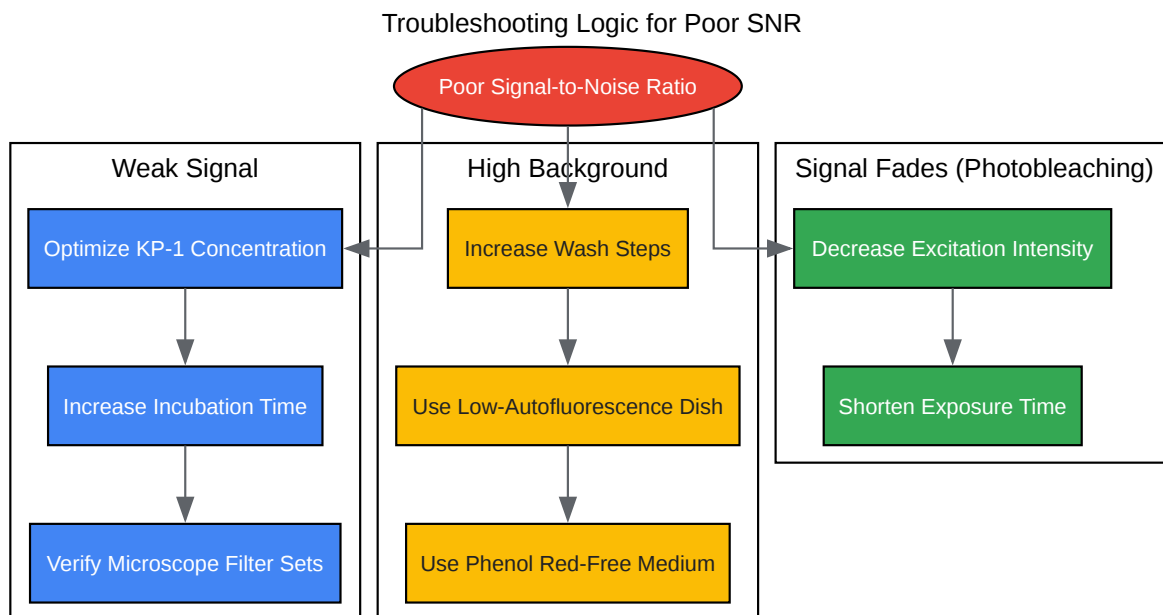 Troubleshooting Logic for Poor SNR
Poor Signal-to-Noise Ratio
Weak Signal
Optimize KP-1 Concentration
Increase Incubation Time
Verify Microscope Filter Sets
High Background
Increase Wash Steps
Use Low-Autofluorescence Dish
Use Phenol Red-Free Medium
Signal Fades (Photobleaching)
Decrease Excitation Intensity
Shorten Exposure Time